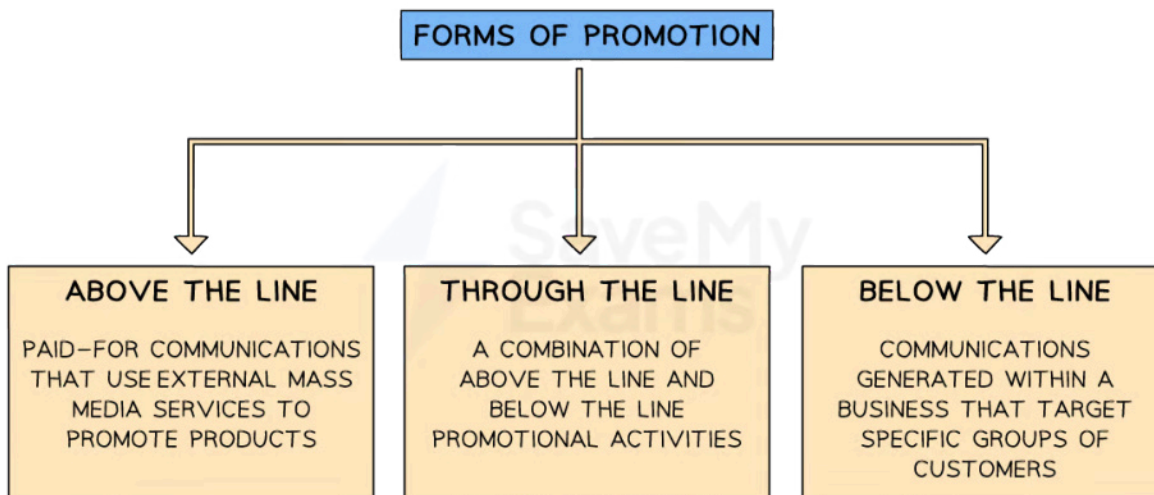 FORMS OF PROMOTION
SaveMy
Exams
ABOVE THE LINE
PAID-FOR COMMUNICATIONS
THAT USE EXTERNAL MASS
MEDIA SERVICES TO
PROMOTE PRODUCTS
THROUGH THE LINE
A COMBINATION OF
ABOVE THE LINE AND
BELOW THE LINE
PROMOTIONAL ACTIVITIES
BELOW THE LINE
COMMUNICATIONS
GENERATED WITHIN A
BUSINESS THAT TARGET
SPECIFIC GROUPS OF
CUSTOMERS